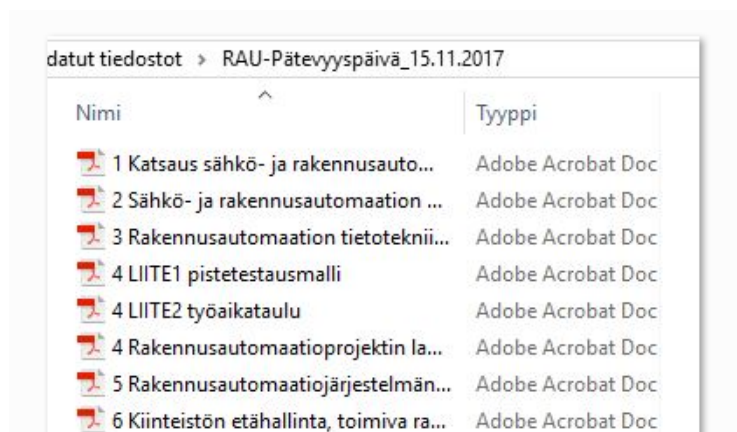 datut tiedostot > RAU-Pätevyyspäivä_15.11.2017
Nimi Tyyppi
1 Katsaus sähkö- ja rakennusauto... Adobe Acrobat Doc
2 Sähkö- ja rakennusautomaation ... Adobe Acrobat Doc
3 Rakennusautomaation tietoteknii... Adobe Acrobat Doc
4 LIITE1 pistetestausmalli Adobe Acrobat Doc
4 LIITE2 työaikataulu Adobe Acrobat Doc
4 Rakennusautomaatioprojektin la... Adobe Acrobat Doc
5 Rakennusautomaatiojärjestelmän... Adobe Acrobat Doc
6 Kiinteistön etähallinta, toimiva ra... Adobe Acrobat Doc